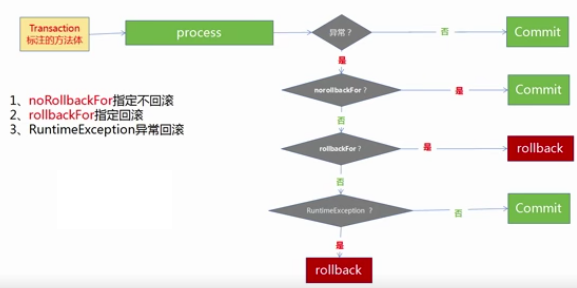 Transaction
标注的方法体
process
异常？
否
Commit
是
norollbackFor？
是
Commit
否
1、noRollbackFor指定不回滚
2、rollbackFor指定回滚
3、RuntimeException异常回滚
rollbackFor？
是
rollback
否
RuntimeException ？
否
Commit
是
rollback